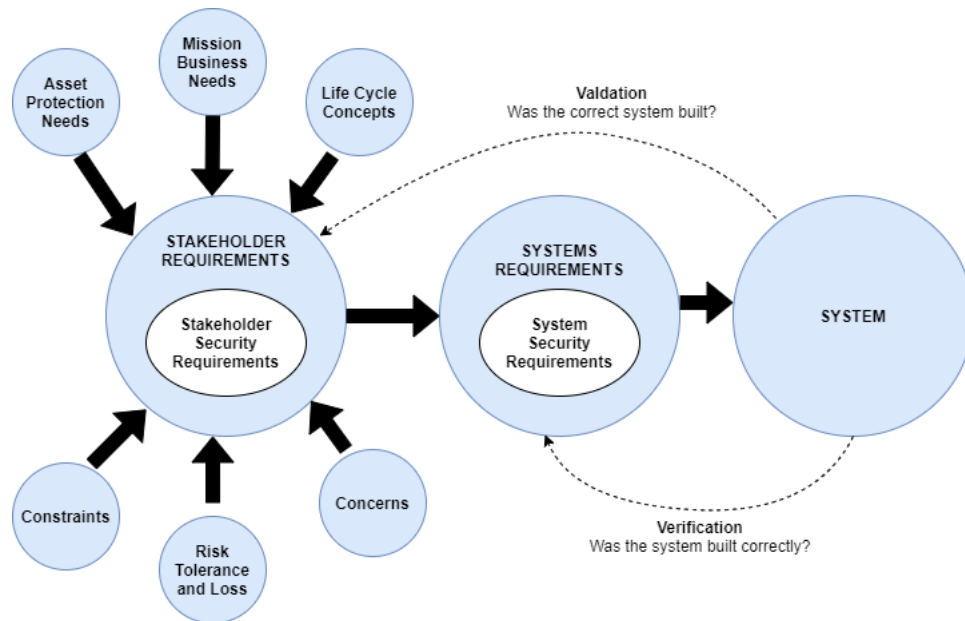 Mission
Business
Needs
Asset
Protection
Needs
Life Cycle
Concepts
Valdation
Was the correct system built?
STAKEHOLDER
REQUIREMENTS
Stakeholder
Security
Requirements
SYSTEMS
REQUIREMENTS
System
Security
Requirements
SYSTEM
Constraints
Risk
Tolerance
and Loss
Concerns
Verification
Was the system built correctly?